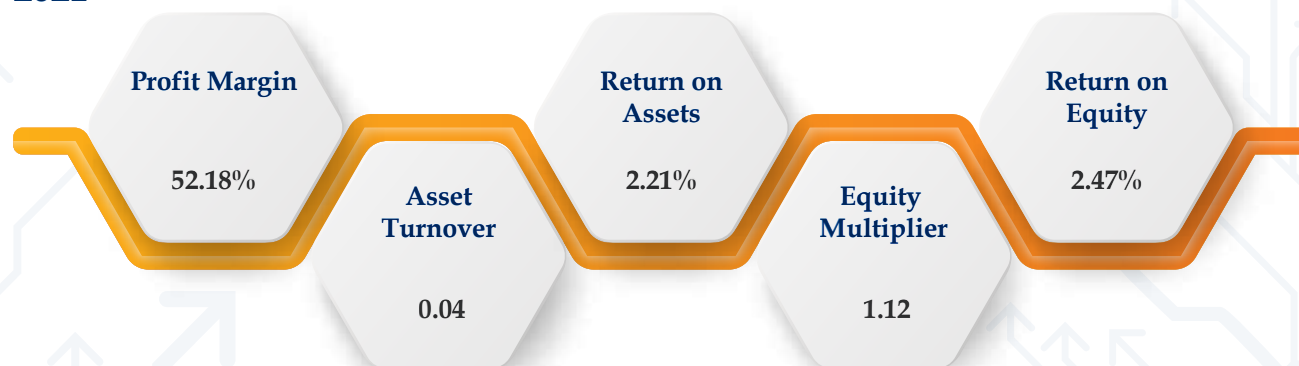 Profit Margin
52.18%
Asset
Turnover
0.04
Return on
Assets
2.21%
Equity
Multiplier
1.12
Return on
Equity
2.47%